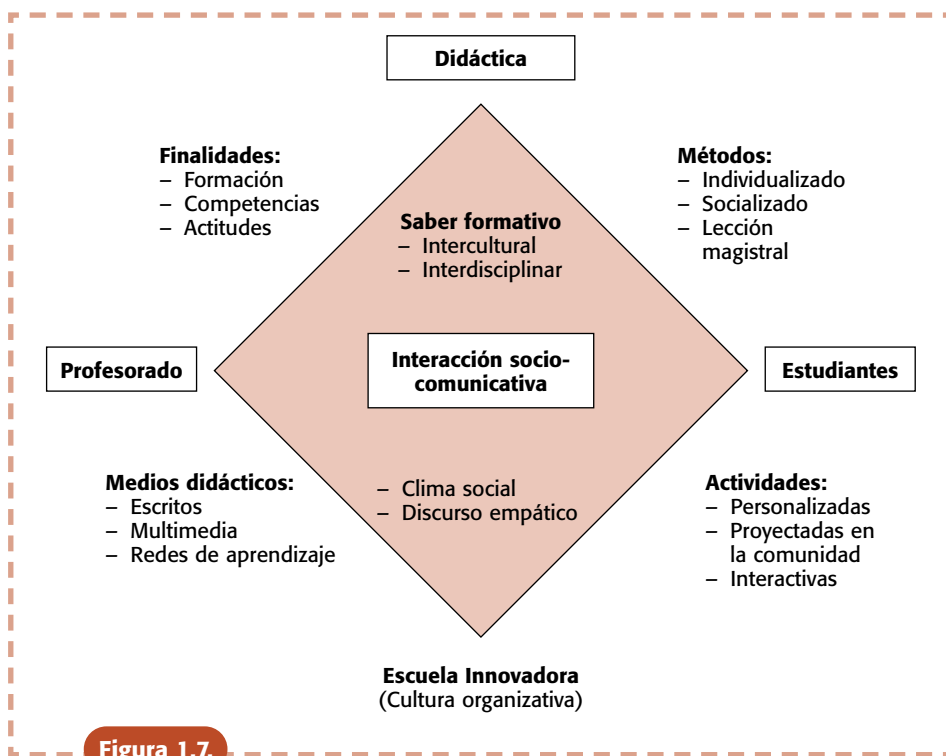 Didáctica
Finalidades:
– Formación
– Competencias
– Actitudes
Métodos:
– Individualizado
– Socializado
– Lección
magistral
Saber formativo
– Intercultural
– Interdisciplinar
Profesorado
Interacción socio-
comunicativa
Estudiantes
Medios didácticos:
– Escritos
– Multimedia
– Redes de aprendizaje
– Clima social
– Discurso empático
Actividades:
– Personalizadas
– Proyectadas en
la comunidad
– Interactivas
Escuela Innovadora
(Cultura organizativa)
Figura 1.7.